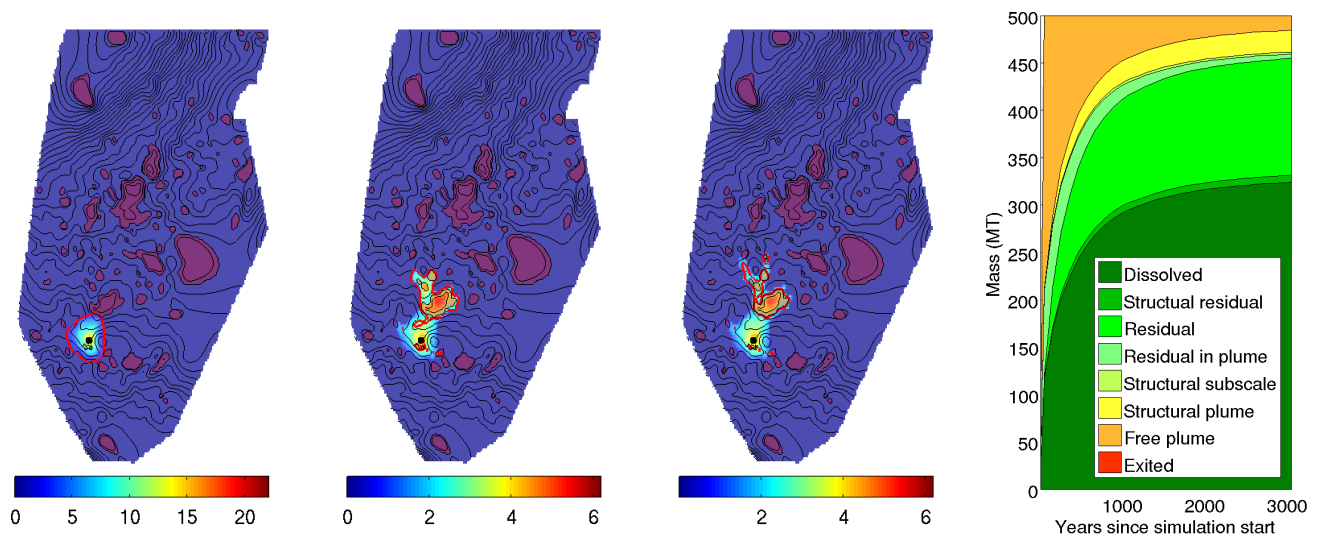 0 5 10 15 20
0 2 4 6
2 4 6
Mass (MT)
500
450
400
350
300
250
200
150
100
50
0
Dissolved
Structual residual
Residual
Residual in plume
Structural subscale
Structural plume
Free plume
Exited
1000 2000 3000
Years since simulation start